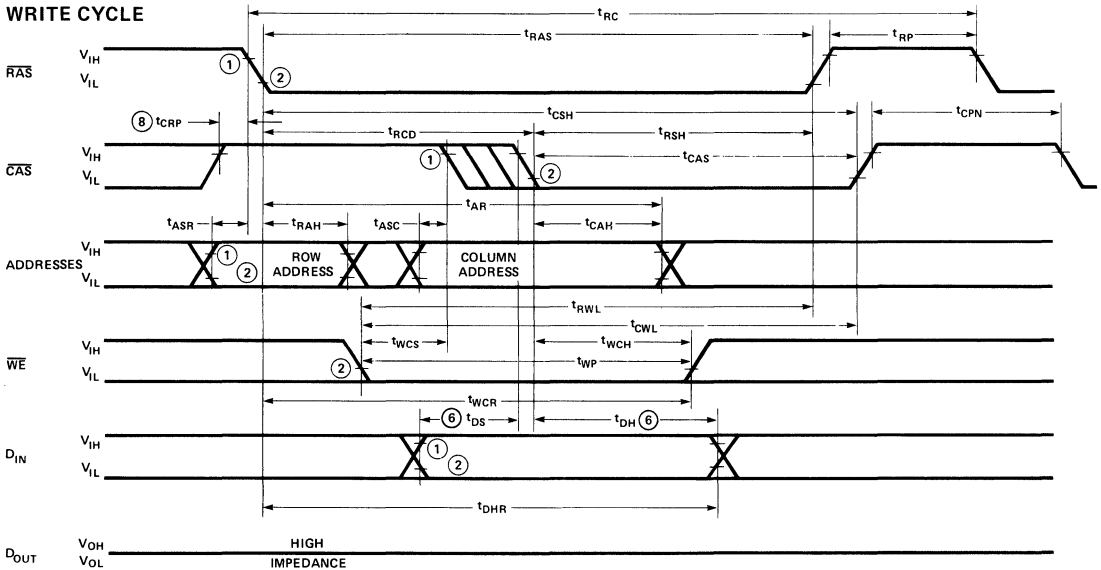 WRITE CYCLE
tRC
tRAS
tRP
RAS
VIH
VIL
1
2
8 tCRP
tCSH
tCPN
tRCD
tRSH
CAS
VIH
VIL
1
2
tCAS
tAR
tASR
tRAH
tASC
tCAH
ADDRESSES
VIH
VIL
1
2
ROW
ADDRESS
COLUMN
ADDRESS
tRWL
tCWL
WE
VIH
VIL
2
tWCS
tWCH
tWP
tWCR
6 tDS
tDH 6
DIN
VIH
VIL
1
2
tDHR
DOUT
VOH
VOL
HIGH
IMPEDANCE